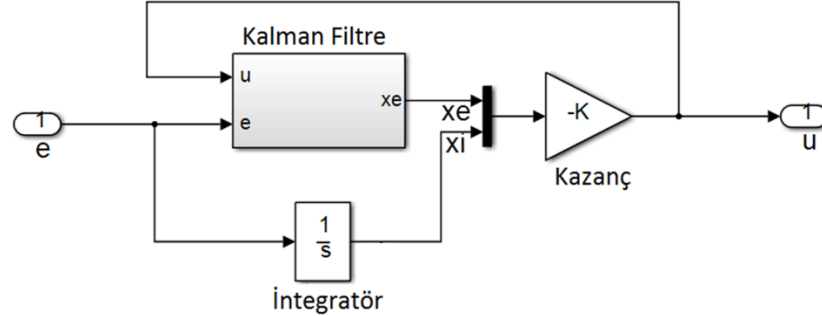 Kalman Filtre
u
e
xe
1
e
xe
xi
-K
Kazanç
1
u
1
s
İntegratör